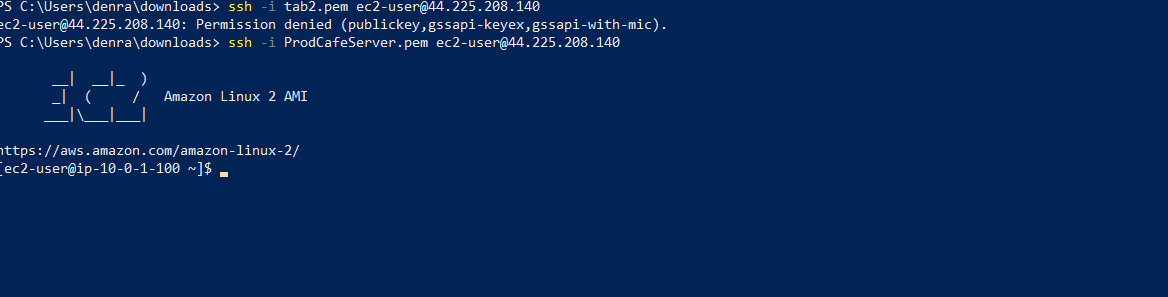 PS C:\Users\denra\downloads> ssh -i tab2.pem ec2-user@44.225.208.140
ec2-user@44.225.208.140: Permission denied (publickey,gssapi-keyex,gssapi-with-mic).
PS C:\Users\denra\downloads> ssh -i ProdCafeServer.pem ec2-user@44.225.208.140
       __|  __|_  )
       _|  (     /   Amazon Linux 2 AMI
      ___|\___|___|
https://aws.amazon.com/amazon-linux-2/
[ec2-user@ip-10-0-1-100 ~]$